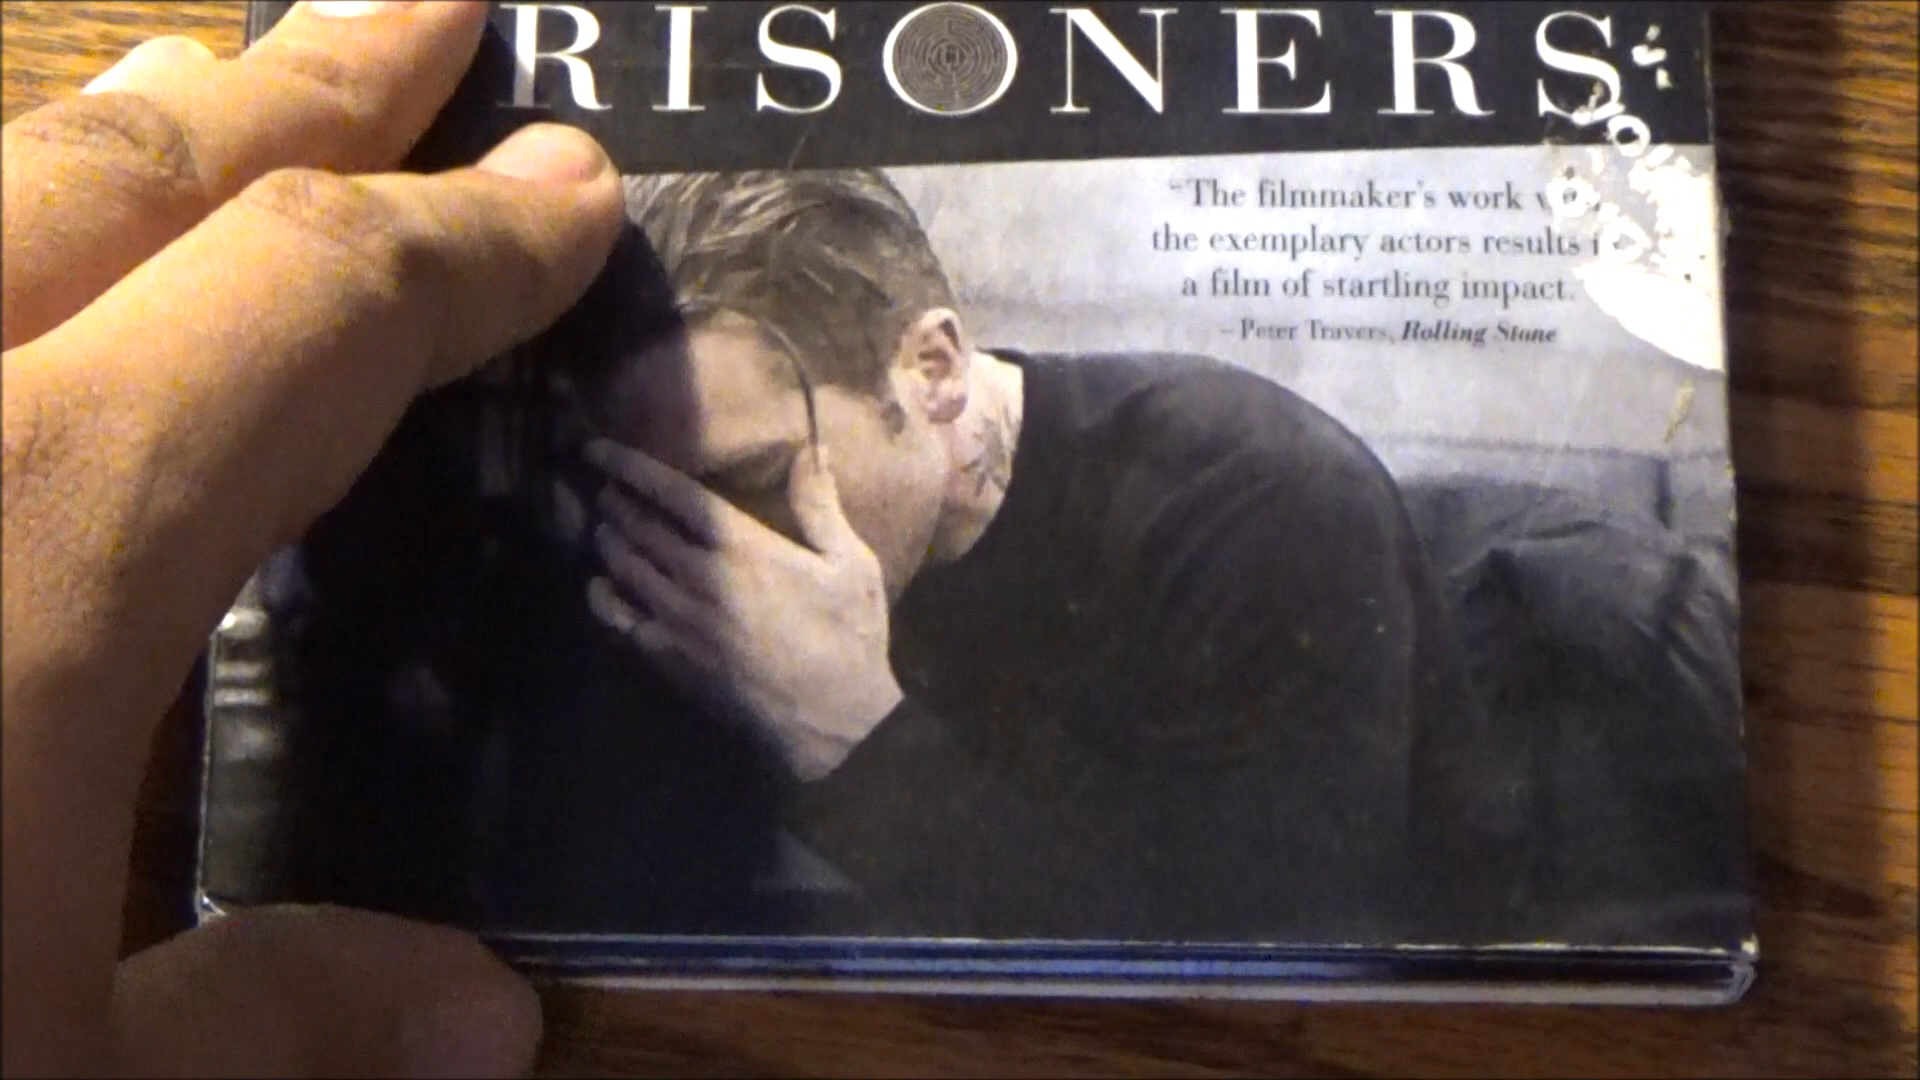 RISONERS
"The filmmaker's work
the exemplary actors results
a film of startling impact.
– Peter Travers, Rolling Stone